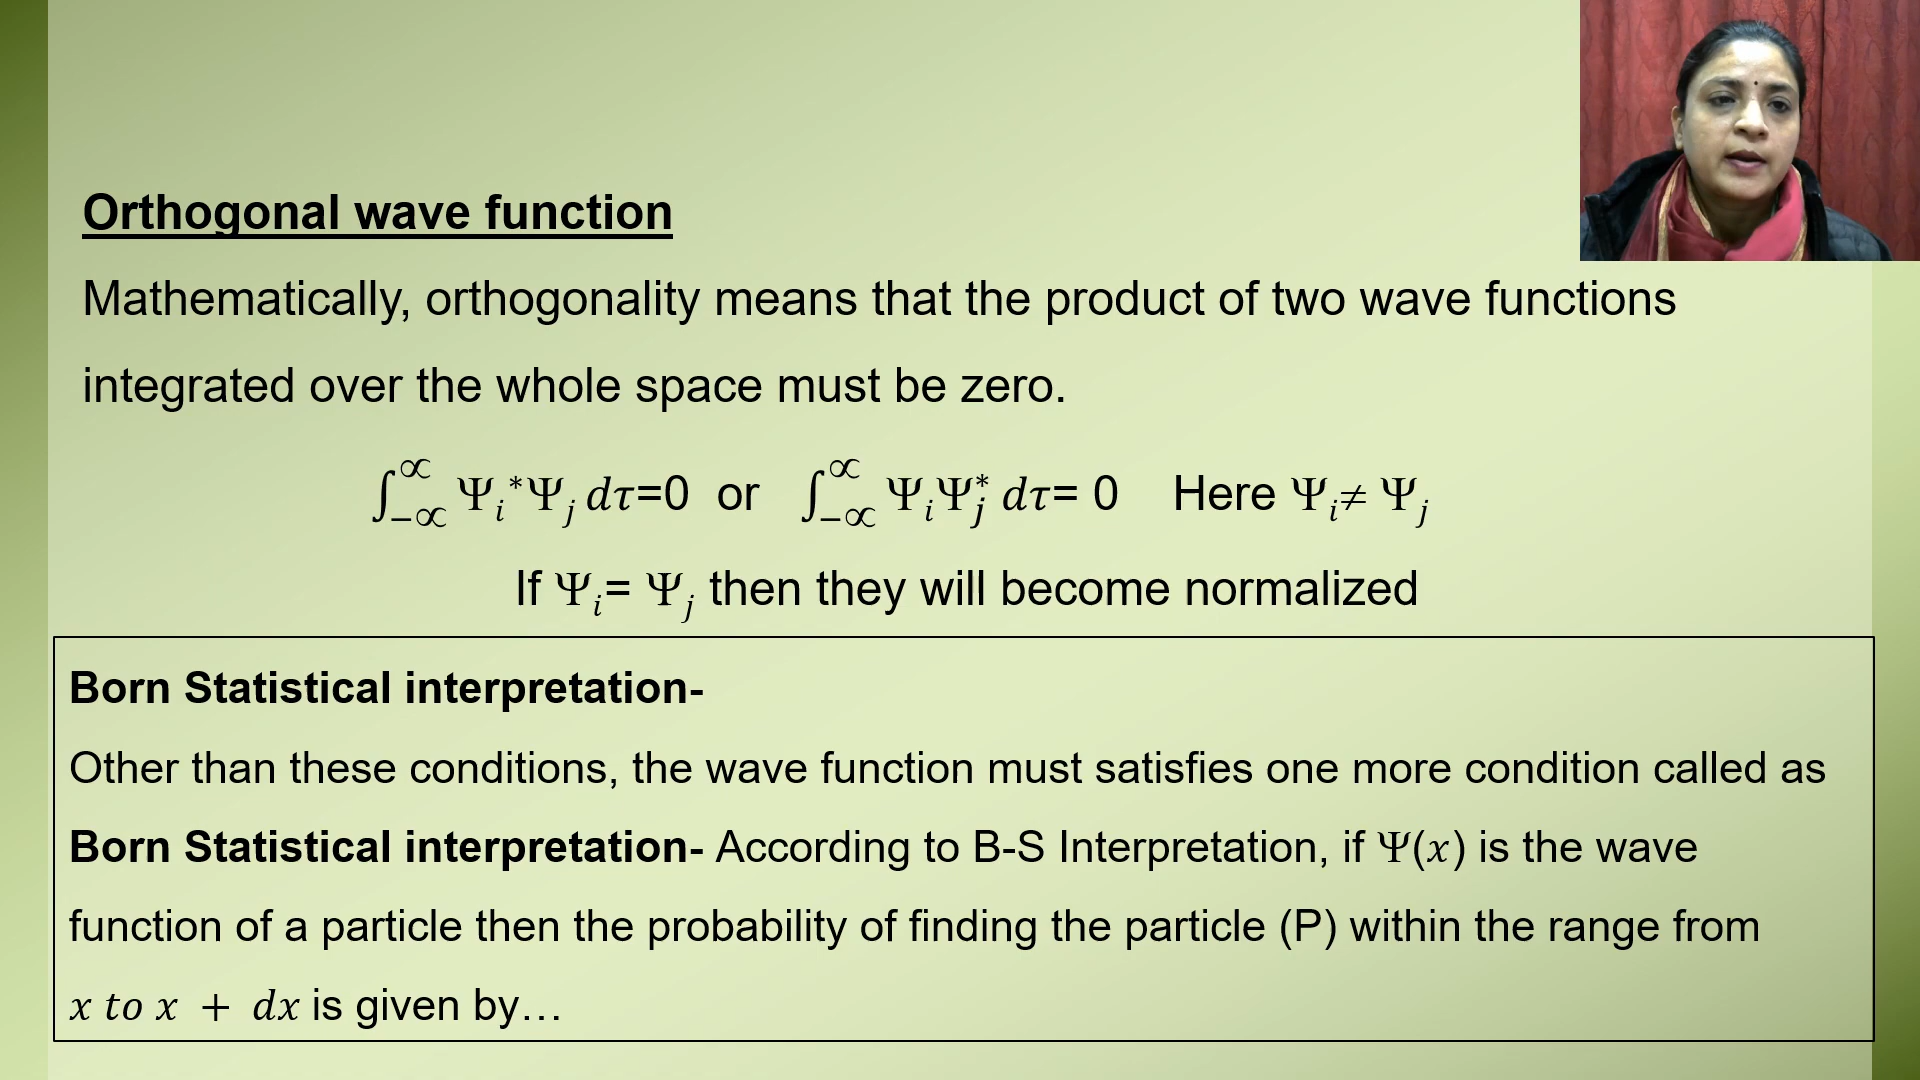 Orthogonal wave function
Mathematically, orthogonality means that the product of two wave functions
integrated over the whole space must be zero.
∫_{−∝}^{∝} Ψ_i*Ψ_j dτ=0 or ∫_{−∝}^{∝} Ψ_iΨ_j^* dτ= 0 Here Ψ_i≠ Ψ_j
If Ψ_i= Ψ_j then they will become normalized
Born Statistical interpretation-
Other than these conditions, the wave function must satisfies one more condition called as
Born Statistical interpretation- According to B-S Interpretation, if Ψ(x) is the wave
function of a particle then the probability of finding the particle (P) within the range from
x to x + dx is given by…